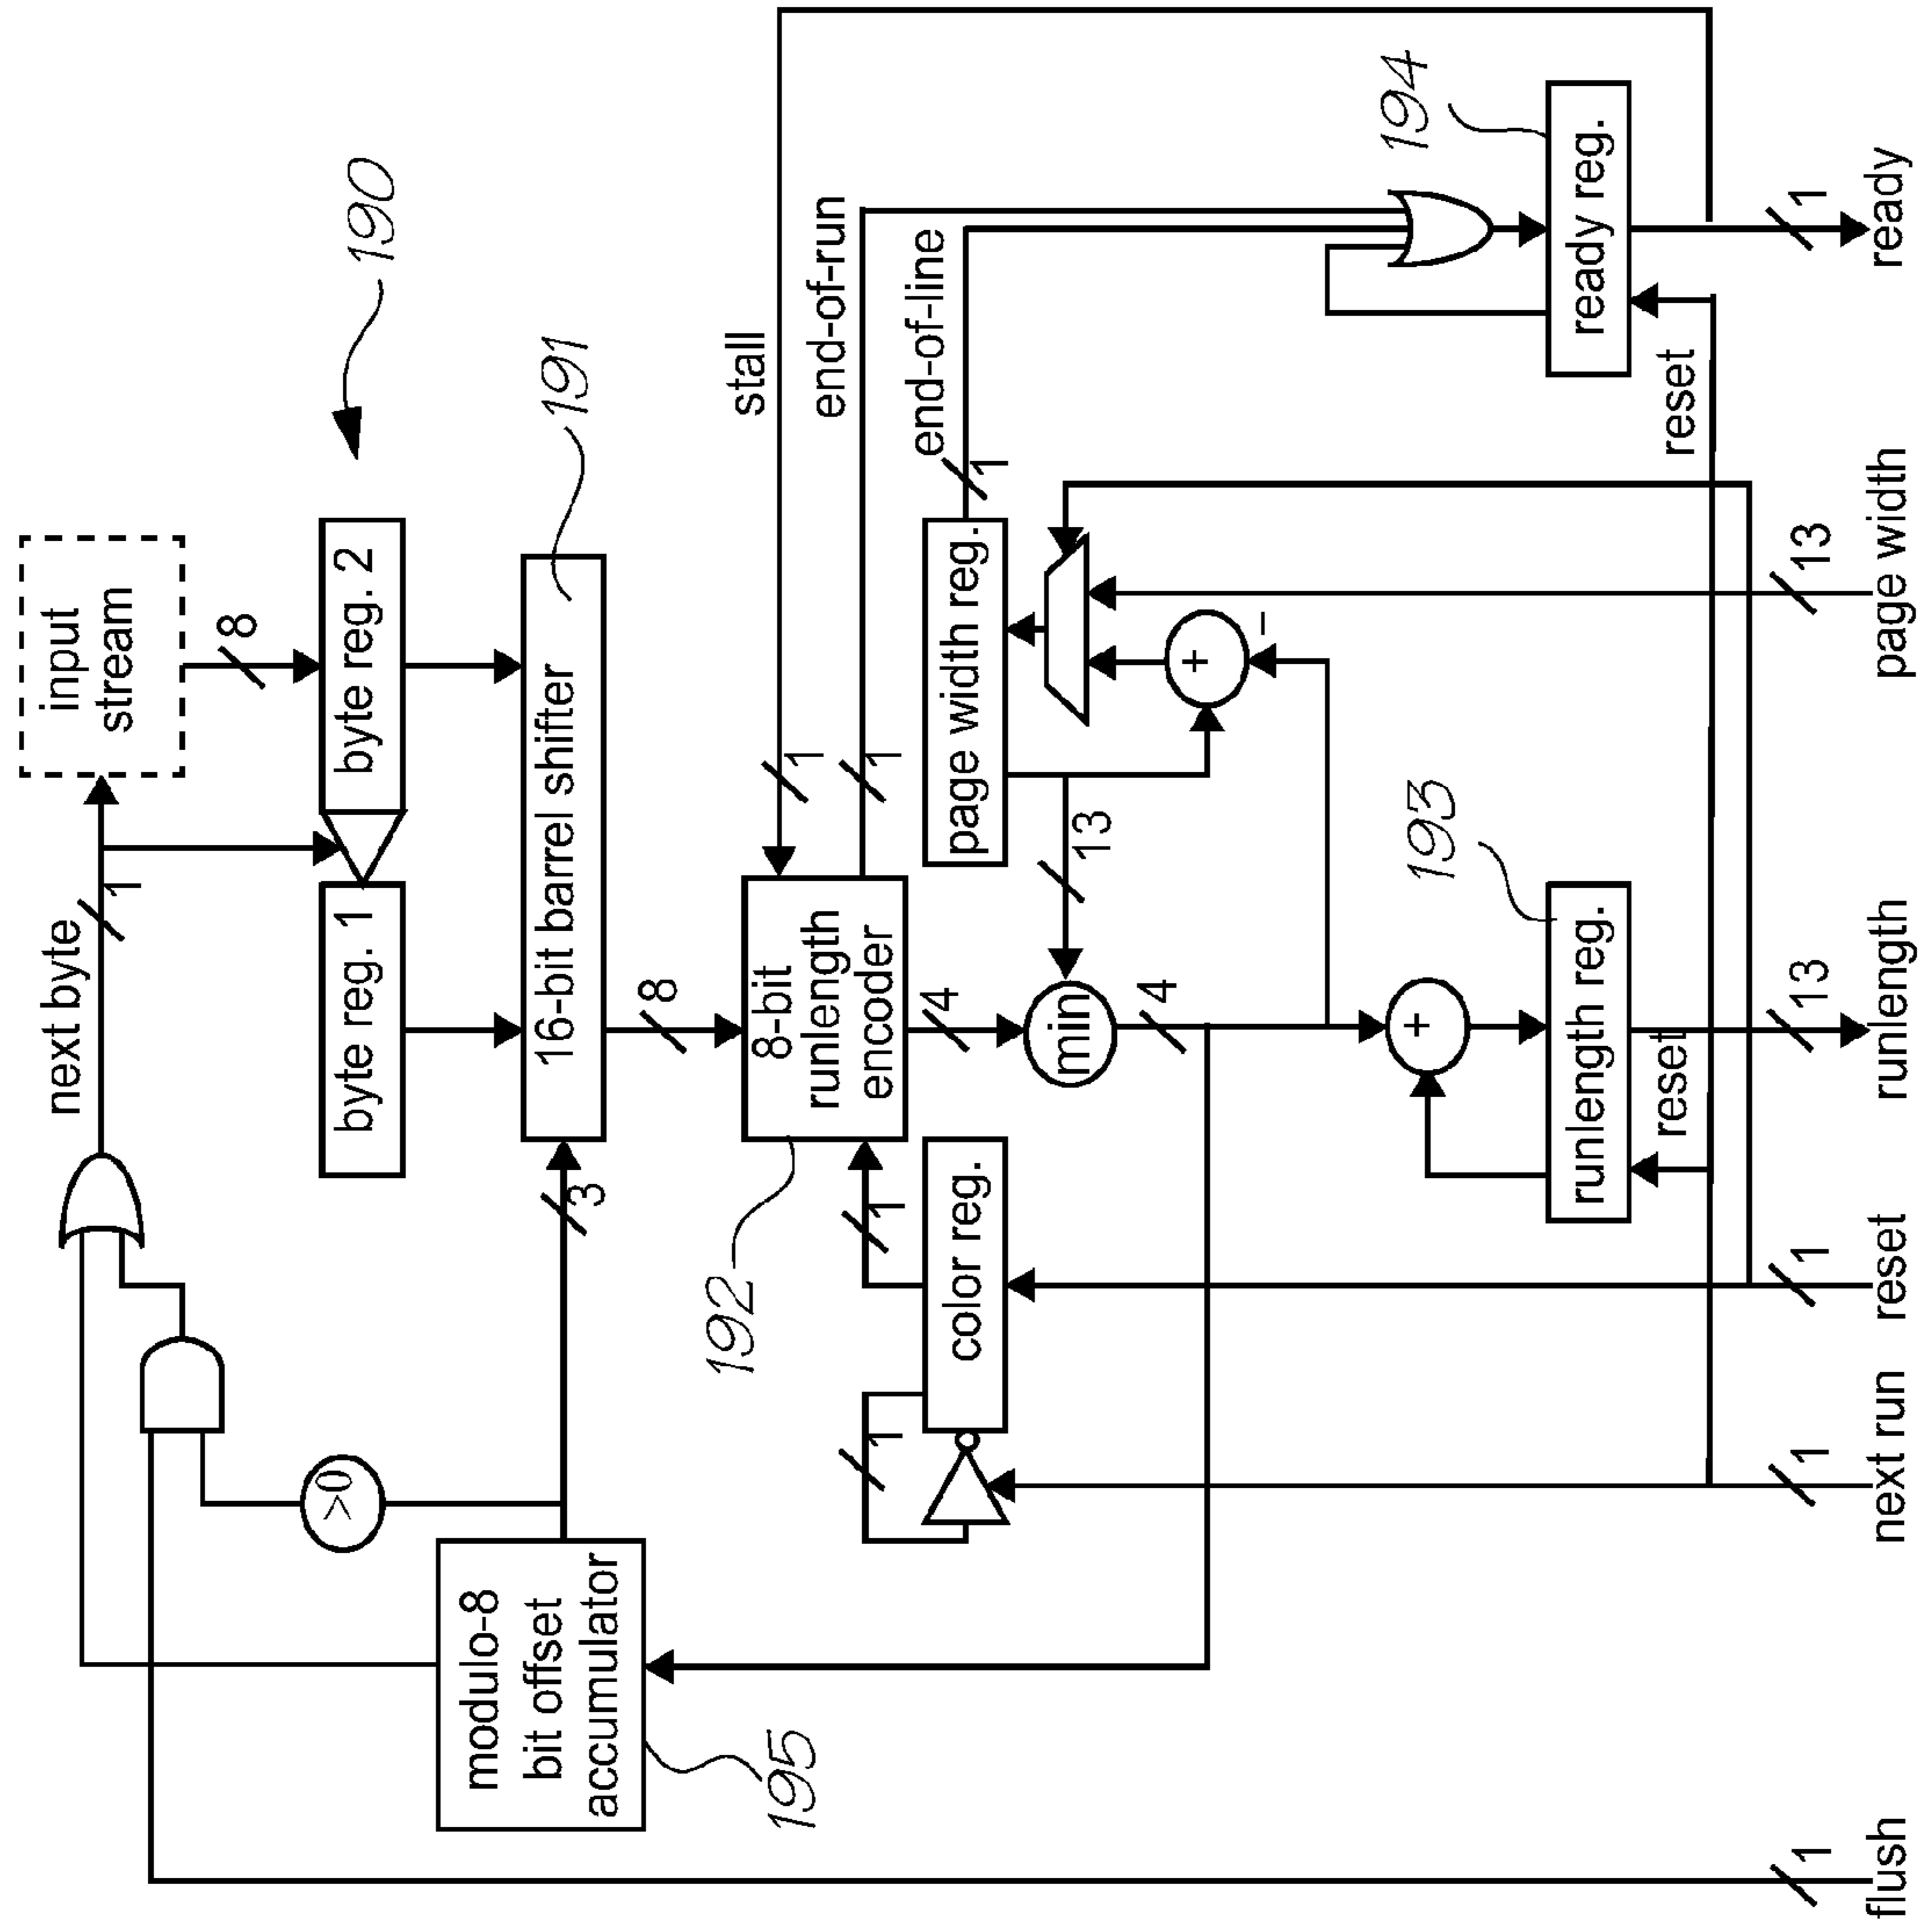 input
stream
next byte
1
8
190
byte reg. 1
byte reg. 2
191
16-bit barrel shifter
>0
3
8
modulo-8
bit offset
accumulator
195
stall
1
end-of-run
1
end-of-line
1
192
8-bit
runlength
encoder
1
1
color reg.
4
page width reg.
13
min
4
+
–
+
193
runlength reg.
reset
194
ready reg.
reset
1
flush
1
next run
1
reset
13
runlength
13
page width
1
ready